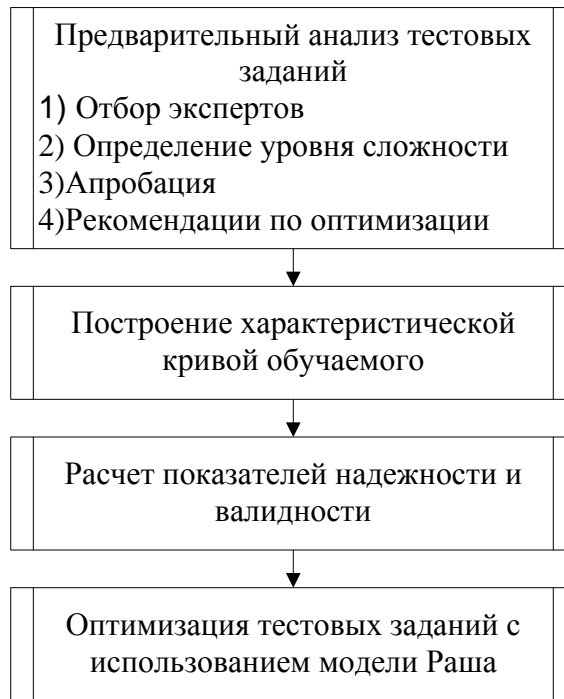 Предварительный анализ тестовых
заданий
1) Отбор экспертов
2) Определение уровня сложности
3)Апробация
4)Рекомендации по оптимизации
Построение характеристической
кривой обучаемого
Расчет показателей надежности и
валидности
Оптимизация тестовых заданий с
использованием модели Раша